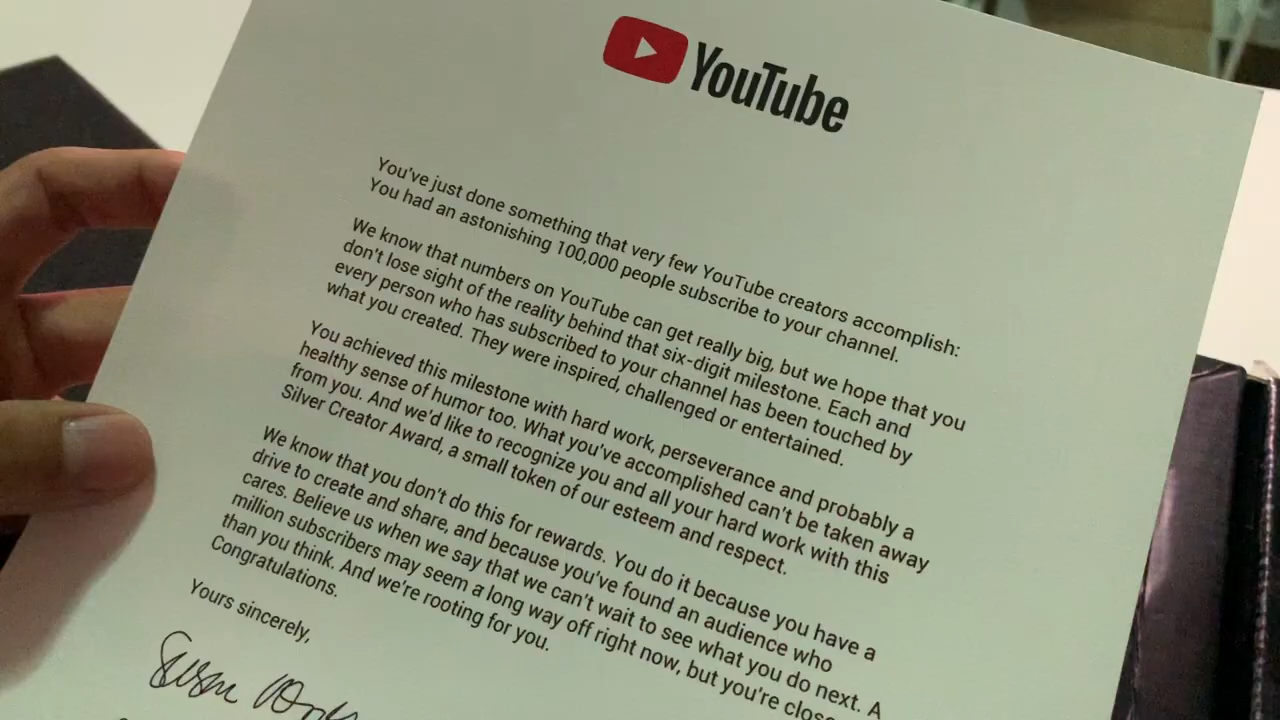 YouTube
You've just done something that very few YouTube creators accomplish:
You had an astonishing 100,000 people subscribe to your channel.
We know that numbers on YouTube can get really big, but we hope that you
don't lose sight of the reality behind that six-digit milestone. Each and
every person who has subscribed to your channel has been touched by
what you created. They were inspired, challenged or entertained.
You achieved this milestone with hard work, perseverance and probably a
healthy sense of humor too. What you've accomplished can't be taken away
from you. And we'd like to recognize you and all your hard work with this
Silver Creator Award, a small token of our esteem and respect.
We know that you don't do this for rewards. You do it because you have a
drive to create and share, and because you've found an audience who
cares. Believe us when we say that we can't wait to see what you do next. A
million subscribers may seem a long way off right now, but you're
than you think. And we're rooting for you.
Congratulations.
Yours sincerely,
Susan